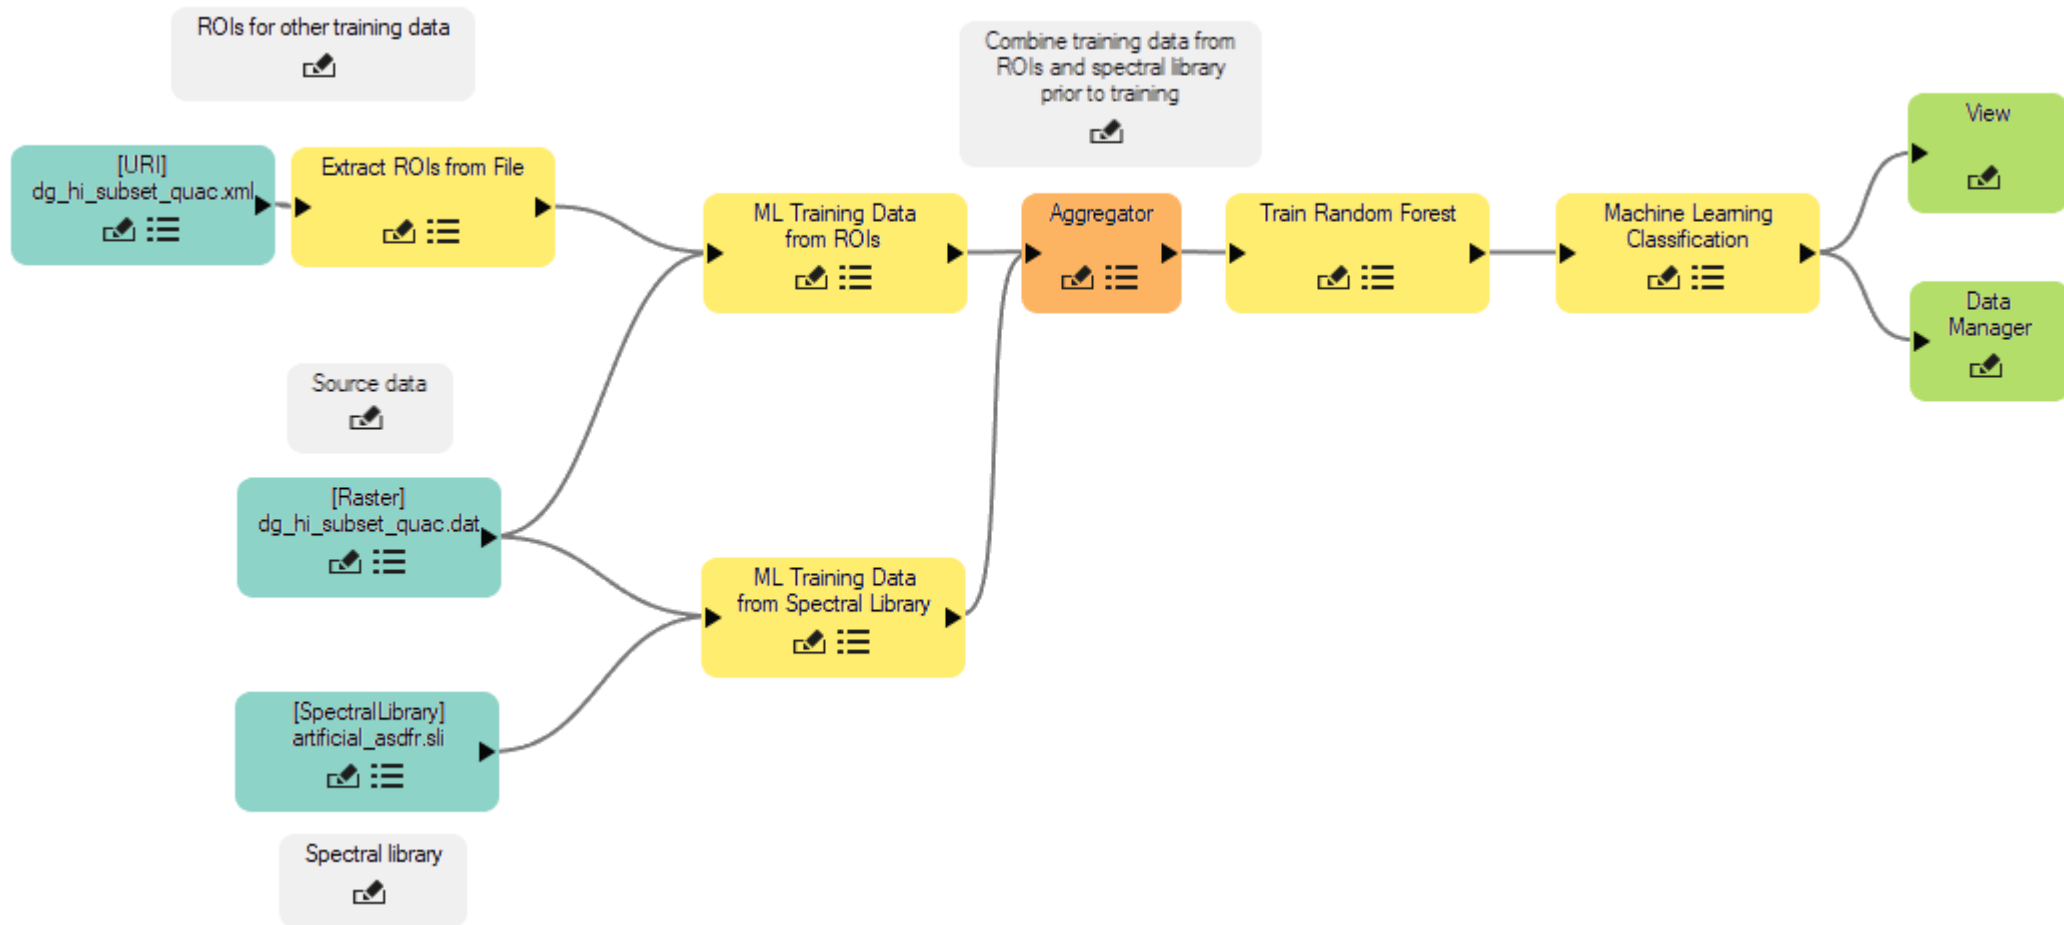 ROIs for other training data
Combine training data from
ROIs and spectral library
prior to training
View
[URI]
dg_hi_subset_quac.xml
Extract ROIs from File
ML Training Data
from ROIs
Aggregator
Train Random Forest
Machine Learning
Classification
Data
Manager
Source data
[Raster]
dg_hi_subset_quac.dat
ML Training Data
from Spectral Library
[SpectralLibrary]
artificial_asdfr.sli
Spectral library